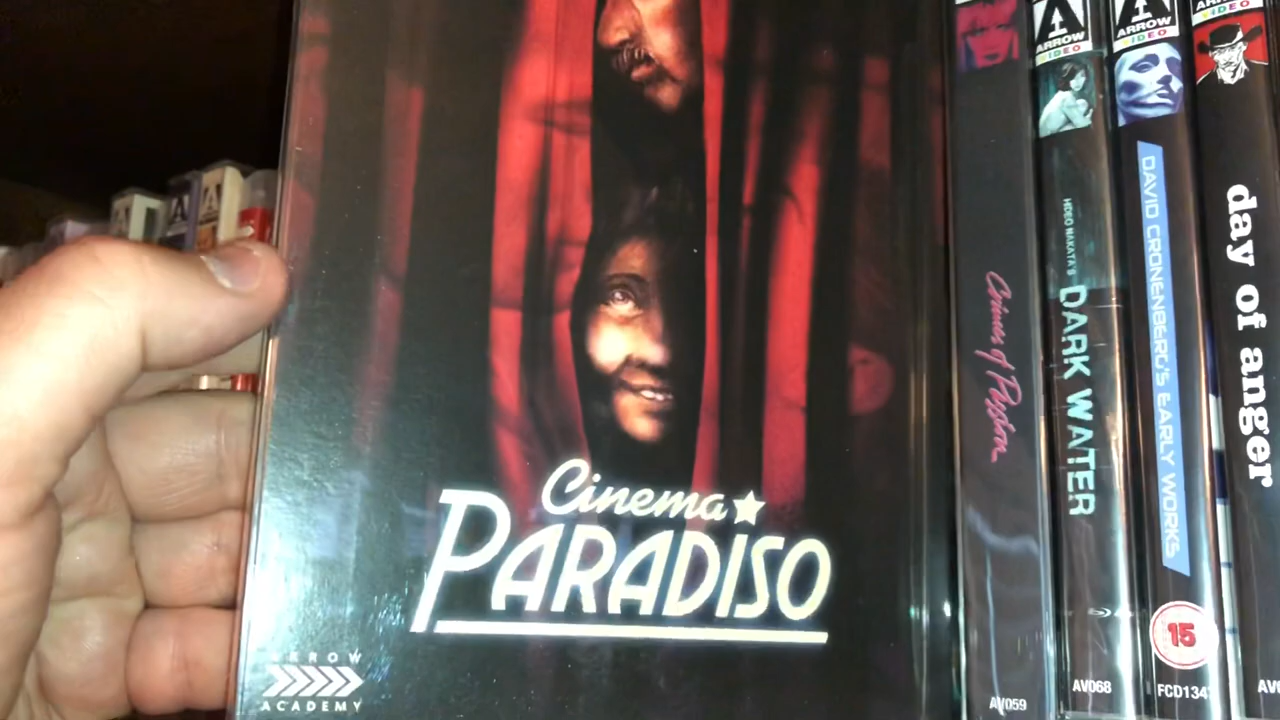 Cinema
PARADISO
ARROW
ACADEMY
Crimes of Passion
AV059
ARROW
VIDEO
HIDEO NAKATA'S
DARK WATER
AV068
ARROW
VIDEO
DAVID CRONENBERG'S EARLY WORKS
15
FCD1347
VIDEO
day of anger